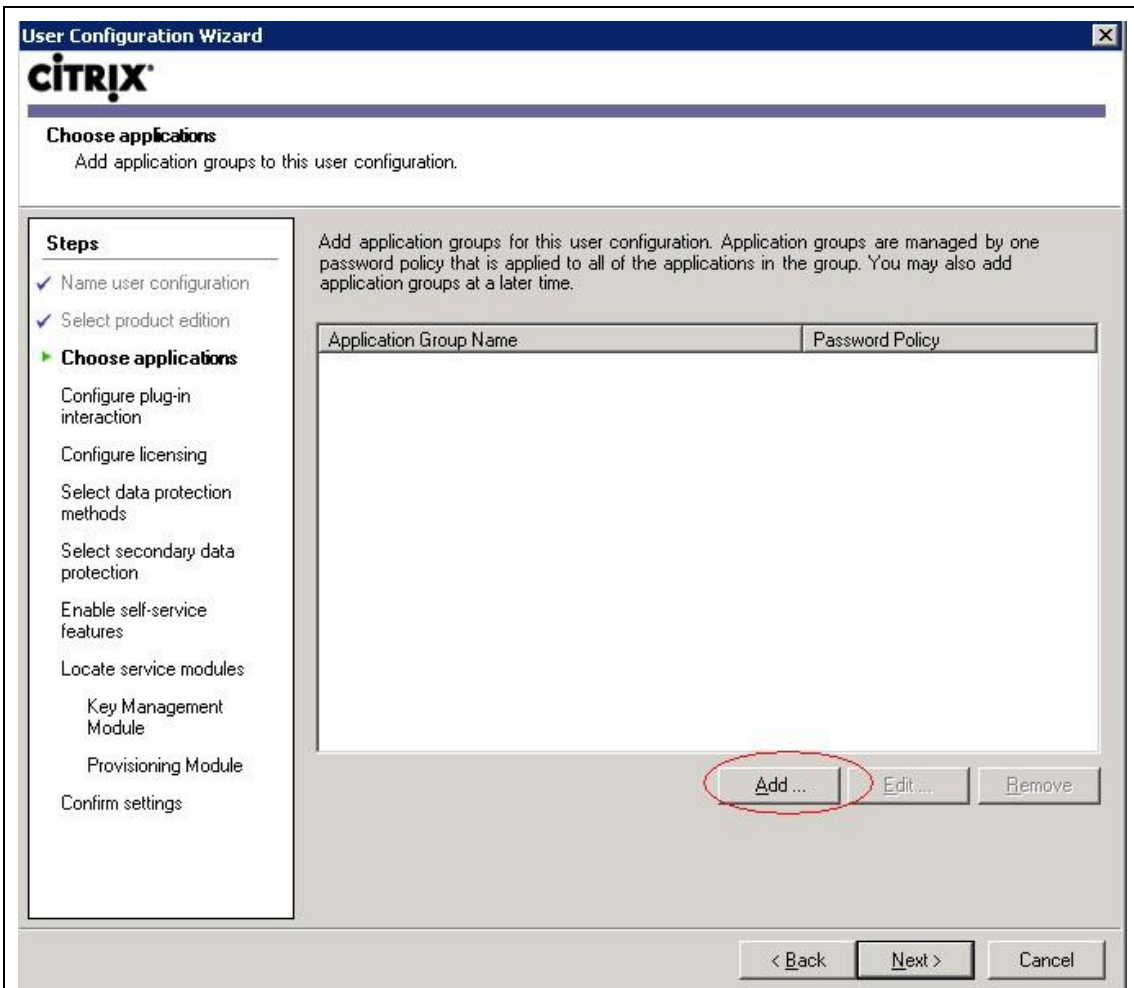 User Configuration Wizard
CİTRIX
Choose applications
Add application groups to this user configuration.
Steps
Name user configuration
Select product edition
Choose applications
Configure plug-in
interaction
Configure licensing
Select data protection
methods
Select secondary data
protection
Enable self-service
features
Locate service modules
Key Management
Module
Provisioning Module
Confirm settings
Add application groups for this user configuration. Application groups are managed by one
password policy that is applied to all of the applications in the group. You may also add
application groups at a later time.
Application Group Name Password Policy
Add ... Edit ... Remove
< Back Next > Cancel